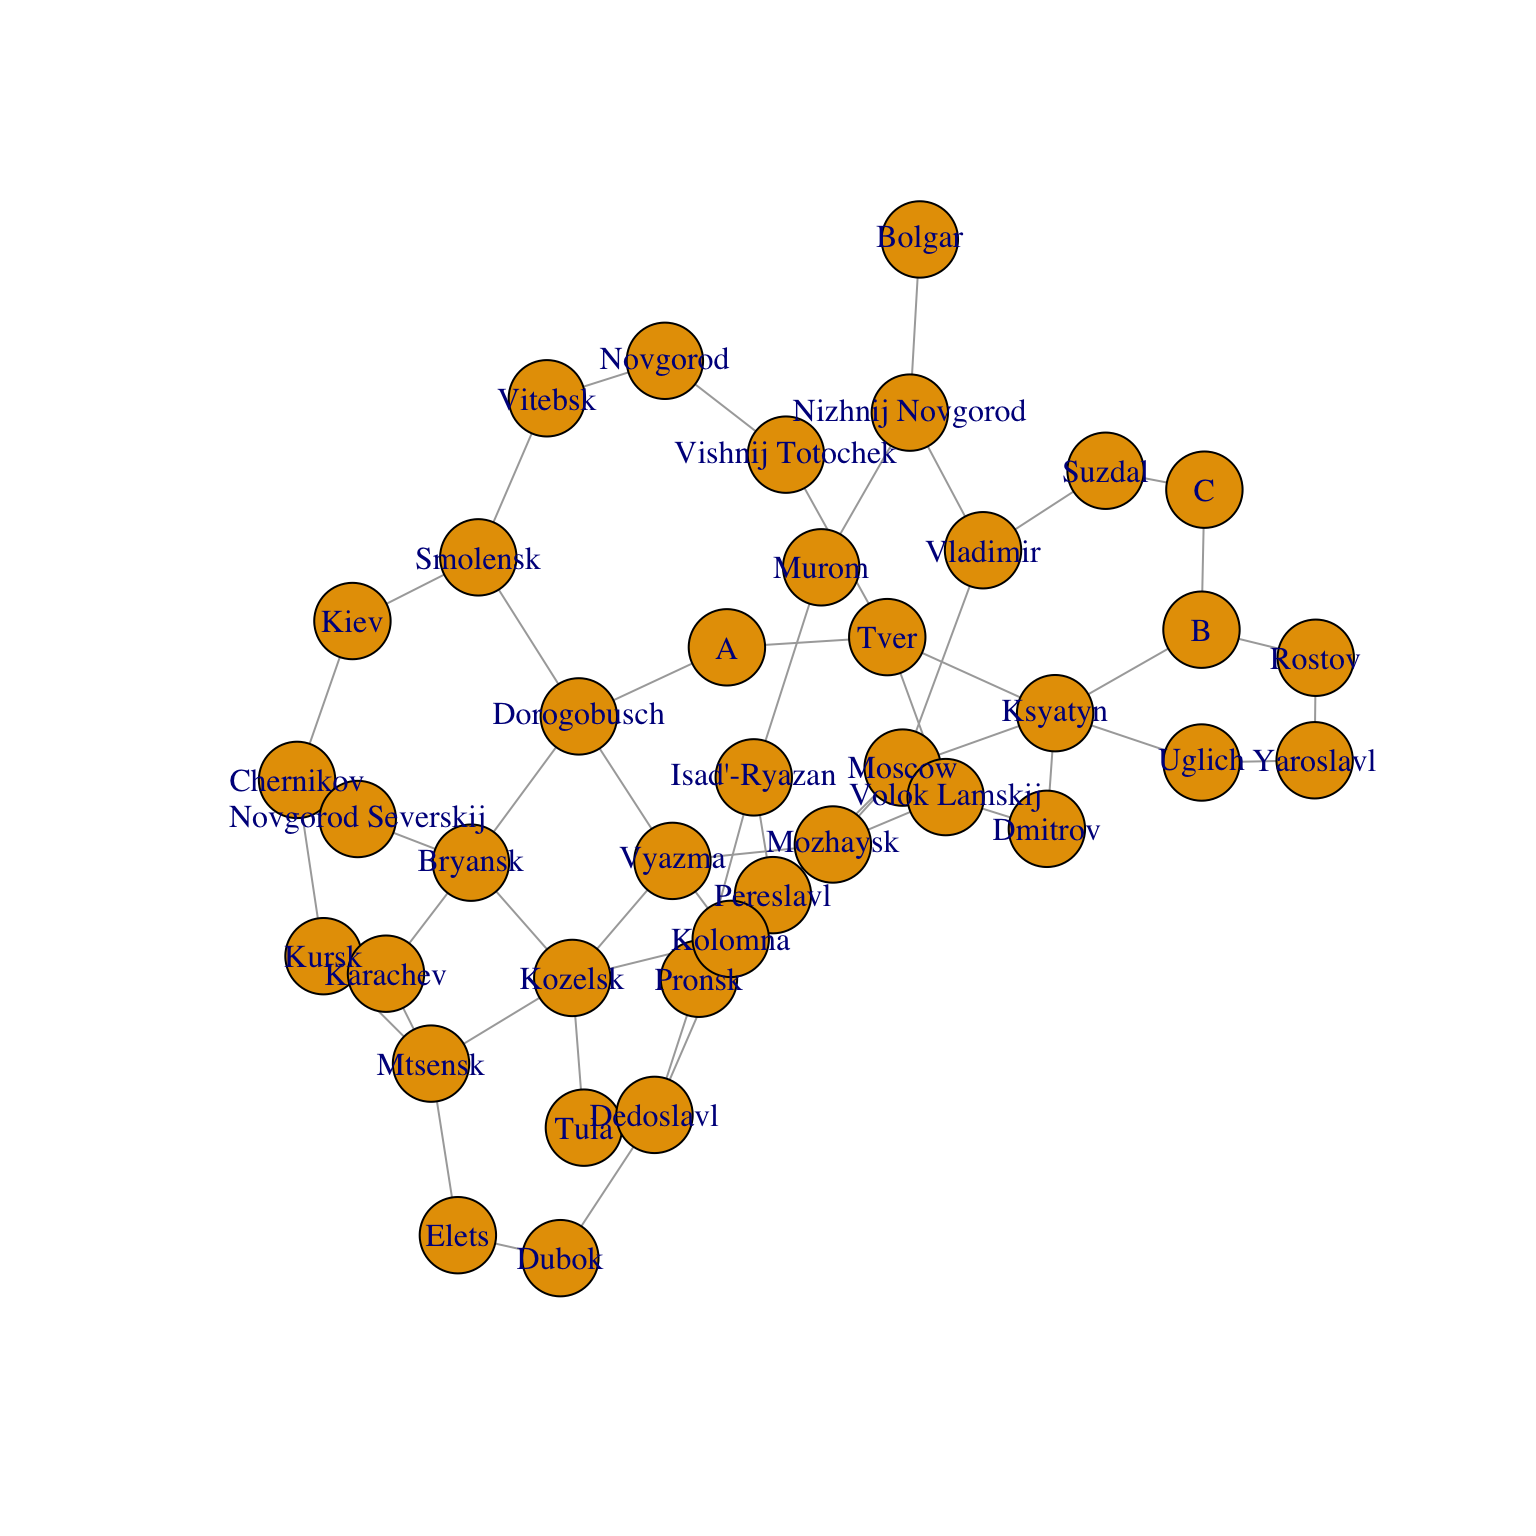 Bolgar
Novgorod
Vitebsk
Nizhnij Novgorod
Vishnij Totochek
Suzdal
C
Smolensk
Murom
Vladimir
Kiev
A
Tver
B
Rostov
Dorogobusch
Ksyatyn
Chernikov
Isad'-Ryazan
Moscow
Uglich
Yaroslavl
Novgorod Severskij
Volok Lamskij
Bryansk
Vyazma
Mozhaysk
Dmitrov
Pereslavl
Kolomna
Kursk
Karachev
Kozelsk
Pronsk
Mtsensk
Tula
Dedoslavl
Elets
Dubok